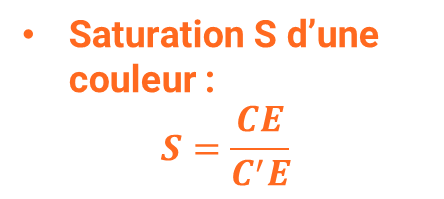 • Saturation S d’une
couleur :
S = CE / C'E